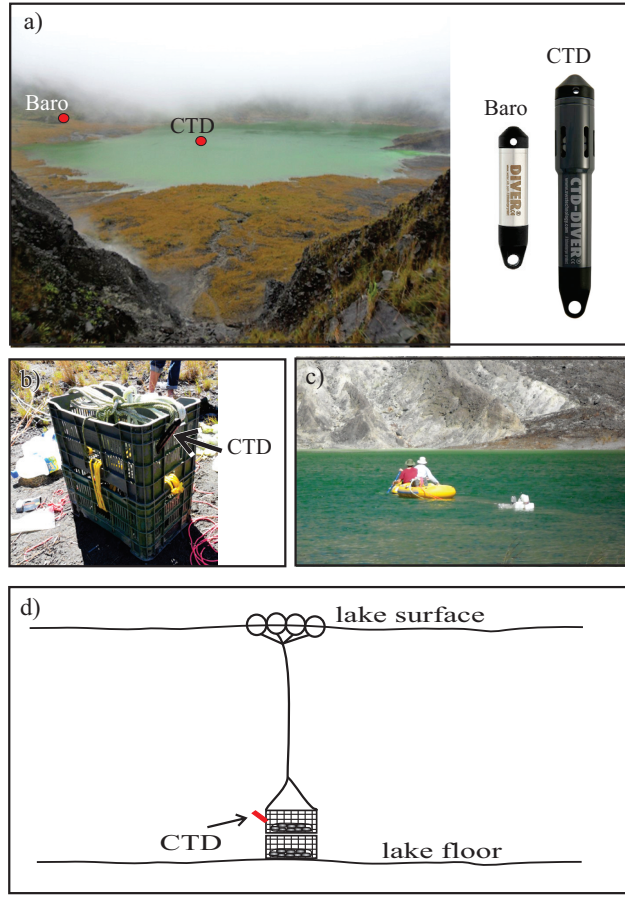 a)
CTD
Baro
Baro
CTD
DIVER®
CTD-DIVER®
b)
CTD
c)
d)
lake surface
CTD
lake floor